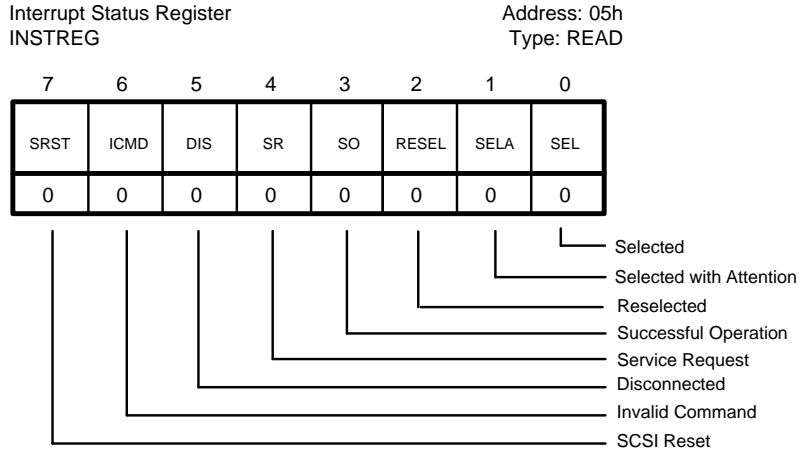 Interrupt Status Register Address: 05h
INSTREG Type: READ
7 6 5 4 3 2 1 0
SRST ICMD DIS SR SO RESEL SELA SEL
0 0 0 0 0 0 0 0
Selected
Selected with Attention
Reselected
Successful Operation
Service Request
Disconnected
Invalid Command
SCSI Reset